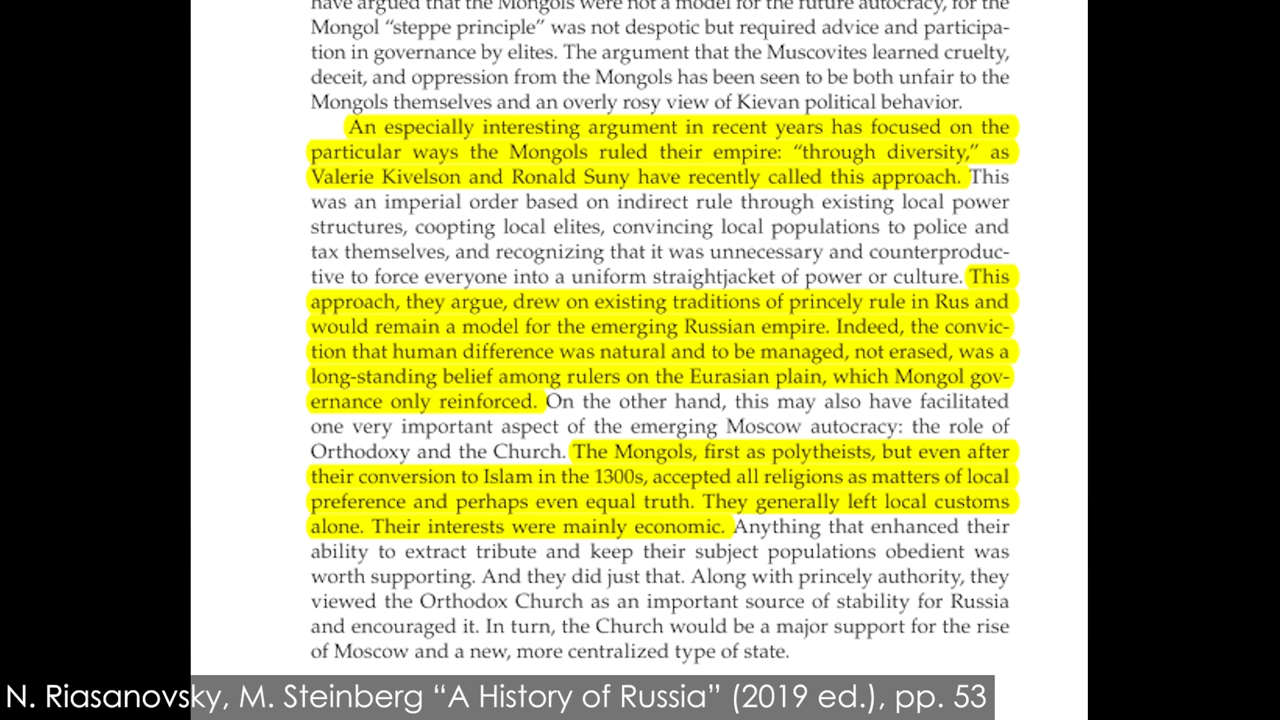 have argued that the Mongols were not a model for the future autocracy, for the
Mongol “steppe principle” was not despotic but required advice and participa-
tion in governance by elites. The argument that the Muscovites learned cruelty,
deceit, and oppression from the Mongols has been seen to be both unfair to the
Mongols themselves and an overly rosy view of Kievan political behavior.
An especially interesting argument in recent years has focused on the
particular ways the Mongols ruled their empire: “through diversity,” as
Valerie Kivelson and Ronald Suny have recently called this approach. This
was an imperial order based on indirect rule through existing local power
structures, coopting local elites, convincing local populations to police and
tax themselves, and recognizing that it was unnecessary and counterproduc-
tive to force everyone into a uniform straightjacket of power or culture. This
approach, they argue, drew on existing traditions of princely rule in Rus and
would remain a model for the emerging Russian empire. Indeed, the convic-
tion that human difference was natural and to be managed, not erased, was a
long-standing belief among rulers on the Eurasian plain, which Mongol gov-
ernance only reinforced. On the other hand, this may also have facilitated
one very important aspect of the emerging Moscow autocracy: the role of
Orthodoxy and the Church. The Mongols, first as polytheists, but even after
their conversion to Islam in the 1300s, accepted all religions as matters of local
preference and perhaps even equal truth. They generally left local customs
alone. Their interests were mainly economic. Anything that enhanced their
ability to extract tribute and keep their subject populations obedient was
worth supporting. And they did just that. Along with princely authority, they
viewed the Orthodox Church as an important source of stability for Russia
and encouraged it. In turn, the Church would be a major support for the rise
of Moscow and a new, more centralized type of state.
N. Riasanovsky, M. Steinberg “A History of Russia” (2019 ed.), pp. 53